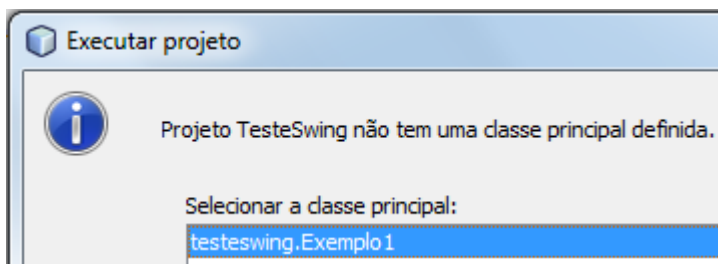 Executar projeto
Projeto TesteSwing não tem uma classe principal definida.
Selecionar a classe principal:
testeswing.Exemplo1